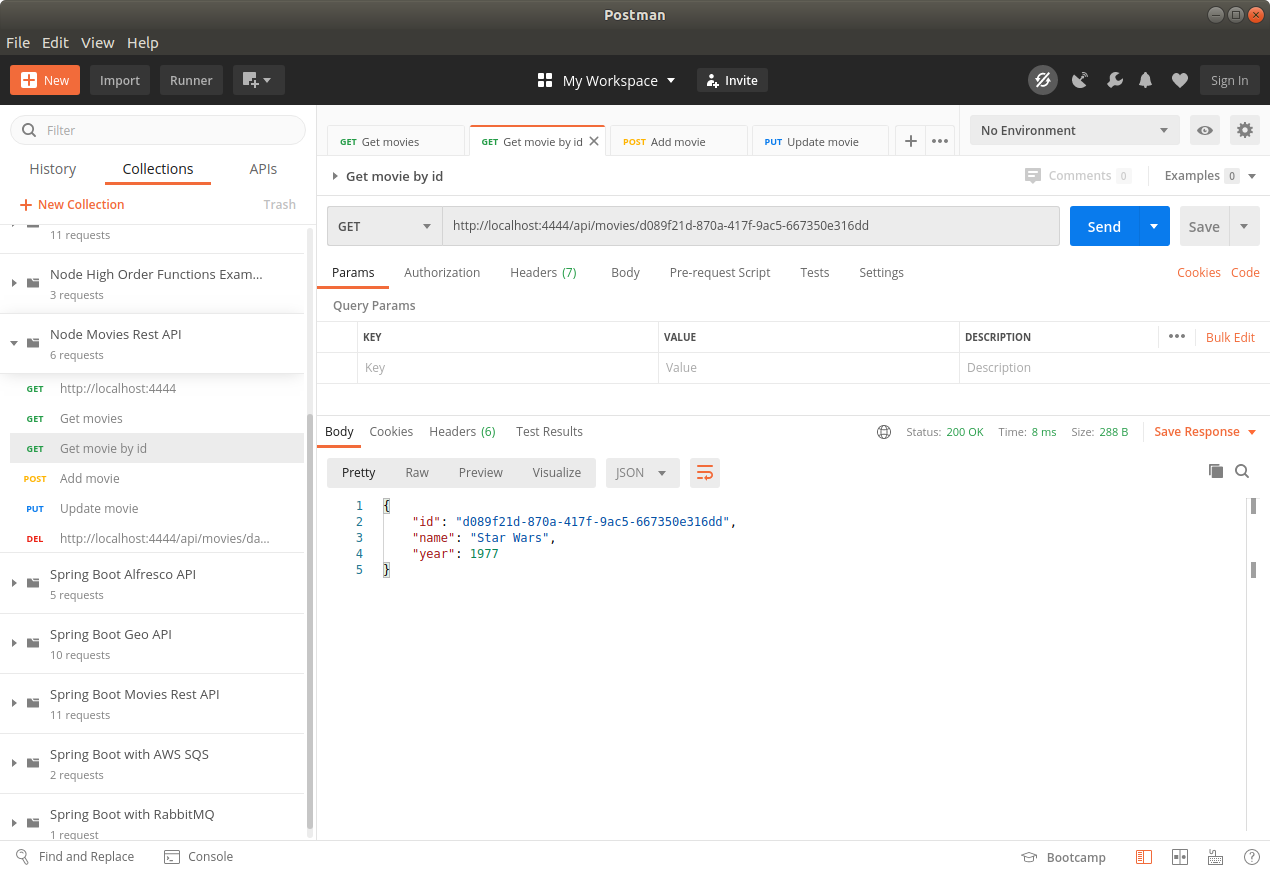 Postman
File Edit View Help
New Import Runner My Workspace Invite Sign In
Filter
History Collections APIs
New Collection Trash
11 requests
Node High Order Functions Exam...
3 requests
Node Movies Rest API
6 requests
GET http://localhost:4444
GET Get movies
GET Get movie by id
POST Add movie
PUT Update movie
DEL http://localhost:4444/api/movies/da...
Spring Boot Alfresco API
5 requests
Spring Boot Geo API
10 requests
Spring Boot Movies Rest API
11 requests
Spring Boot with AWS SQS
2 requests
Spring Boot with RabbitMQ
1 request
GET Get movies GET Get movie by id POST Add movie PUT Update movie No Environment
Get movie by id Comments 0 Examples 0
GET http://localhost:4444/api/movies/d089f21d-870a-417f-9ac5-667350e316dd Send Save
Params Authorization Headers (7) Body Pre-request Script Tests Settings Cookies Code
Query Params
KEY VALUE DESCRIPTION Bulk Edit
Key Value Description
Body Cookies Headers (6) Test Results Status: 200 OK Time: 8 ms Size: 288 B Save Response
Pretty Raw Preview Visualize JSON
1 {
2 "id": "d089f21d-870a-417f-9ac5-667350e316dd",
3 "name": "Star Wars",
4 "year": 1977
5 }
Find and Replace Console Bootcamp